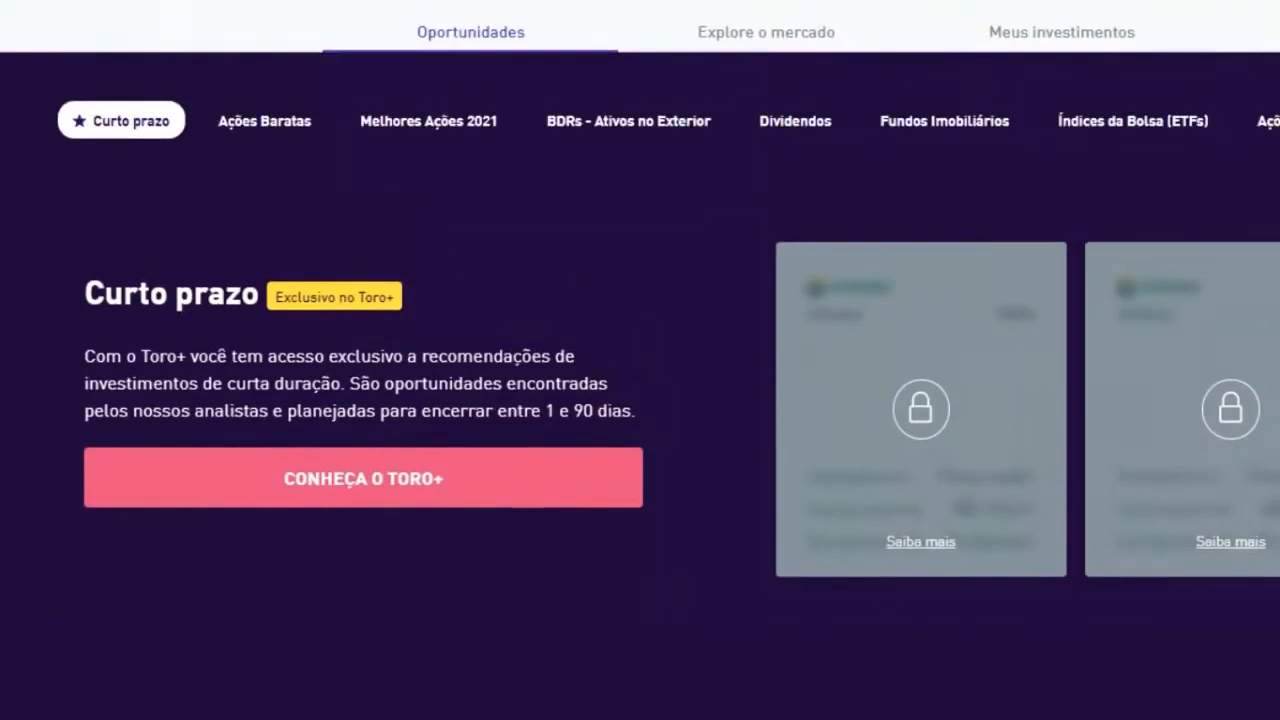 Oportunidades
Explore o mercado
Meus investimentos
Curto prazo
Ações Baratas
Melhores Ações 2021
BDRs - Ativos no Exterior
Dividendos
Fundos Imobiliários
Índices da Bolsa (ETFs)
Curto prazo
Exclusivo no Toro+
Com o Toro+ você tem acesso exclusivo a recomendações de
investimentos de curta duração. São oportunidades encontradas
pelos nossos analistas e planejadas para encerrar entre 1 e 90 dias.
CONHEÇA O TORO+
Saiba mais
Saiba mais